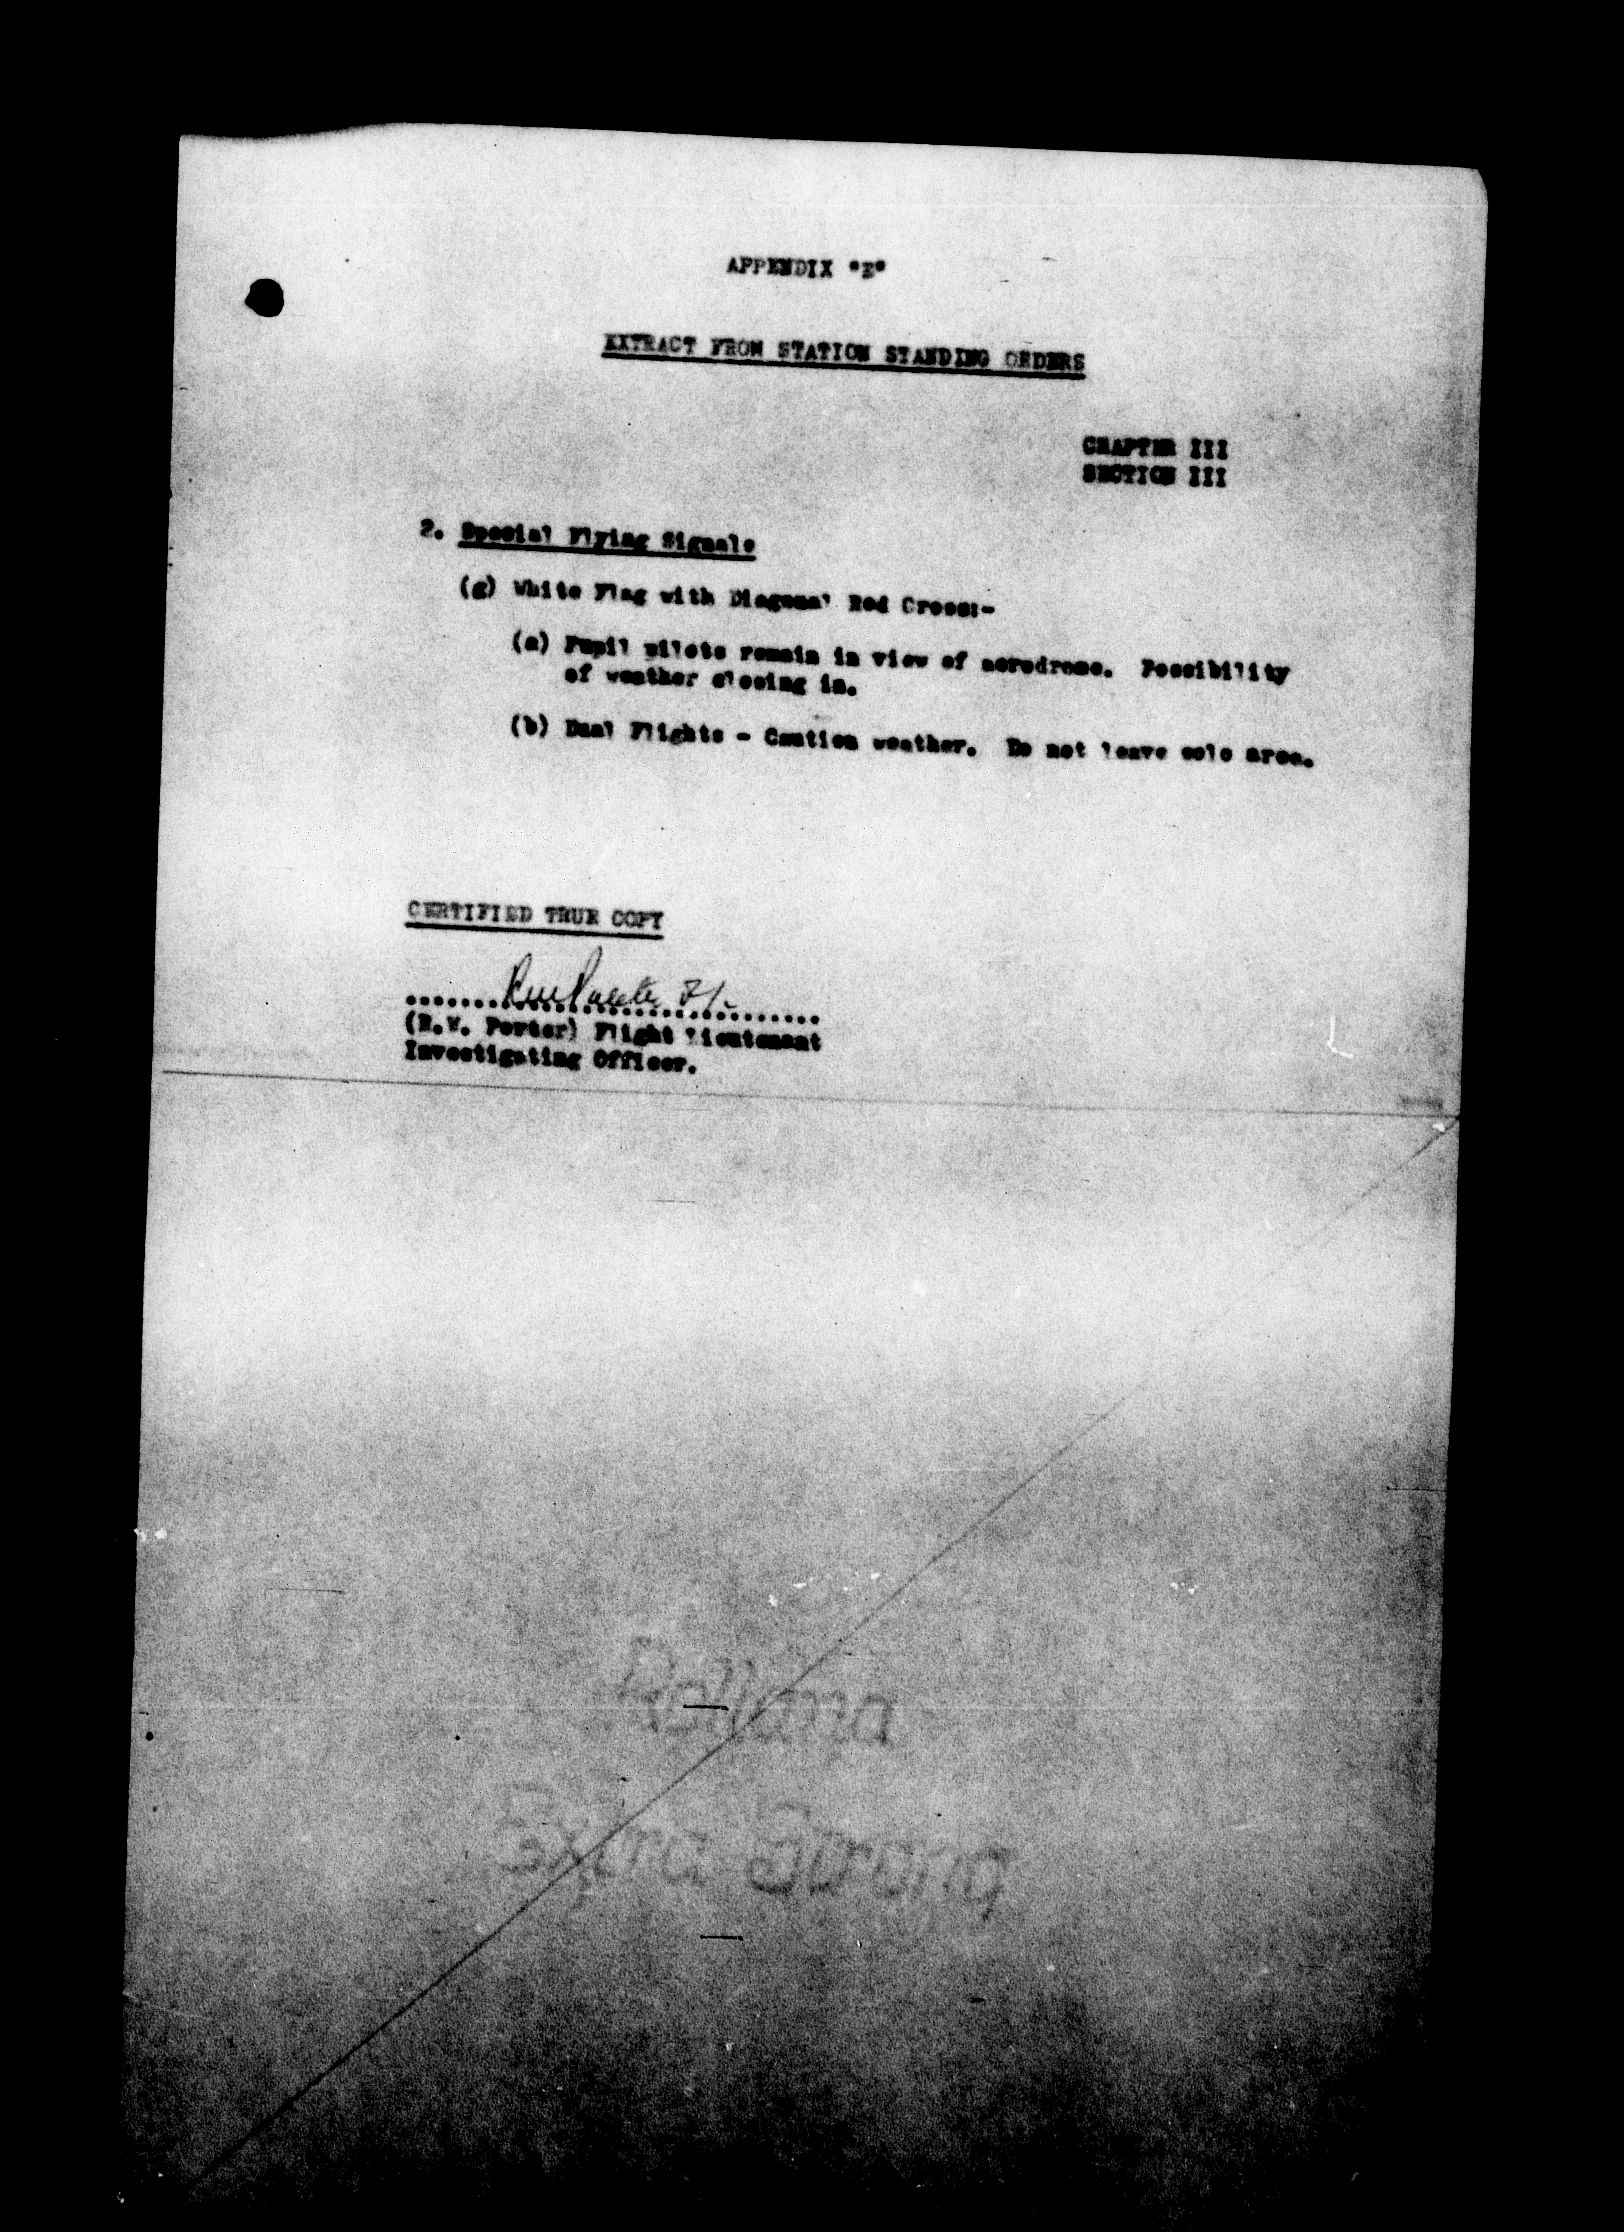 APPENDIX "E"
EXTRACT FROM STATION STANDING ORDERS
CHAPTER III
SECTION III
2. Special Flying Signals
(g) White Flag with Diagonal Red Cross:-
(a) Pupil pilots remain in view of aerodrome. Possibility
of weather closing in.
(b) Dual Flights - Caution weather. Do not leave solo area.
CERTIFIED TRUE COPY
(R.W. Porter) Flight Lieutenant
Investigating Officer.
Rolland
Extra Strong